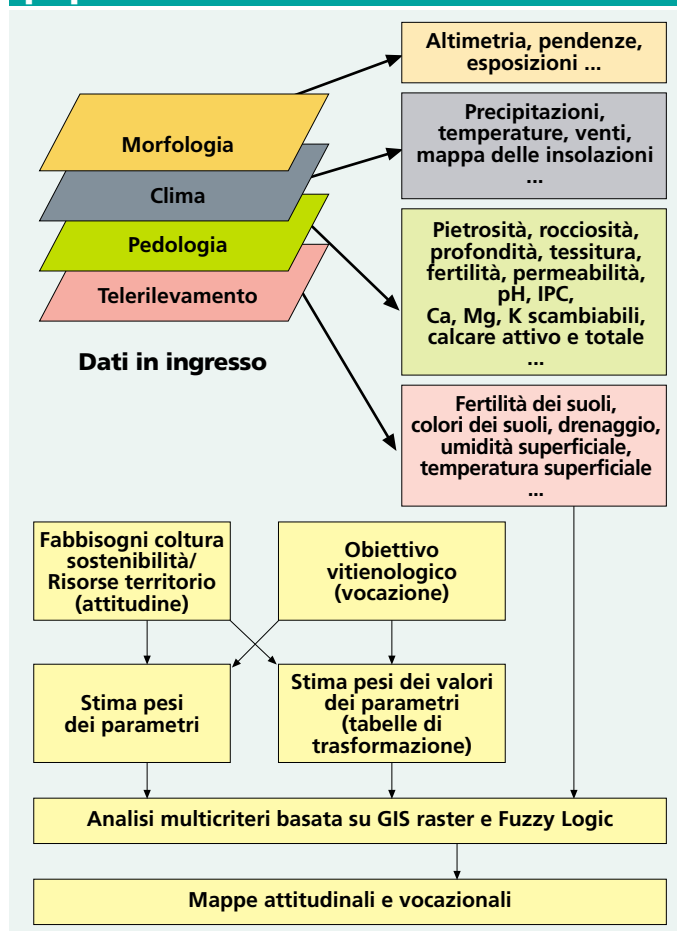 Altimetria, pendenze,
esposizioni ...
Morfologia
Clima
Pedologia
Telerilevamento
Dati in ingresso
Precipitazioni,
temperature, venti,
mappa delle insolazioni
...
Pietrosità, rocciosità,
profondità, tessitura,
fertilità, permeabilità,
pH, IPC,
Ca, Mg, K scambiabili,
calcare attivo e totale
...
Fertilità dei suoli,
colori dei suoli, drenaggio,
umidità superficiale,
temperatura superficiale
...
Fabbisogni coltura
sostenibilità/
Risorse territorio
(attitudine)
Obiettivo
vitienologico
(vocazione)
Stima pesi
dei parametri
Stima pesi dei valori
dei parametri
(tabelle di
trasformazione)
Analisi multicriteri basata su GIS raster e Fuzzy Logic
Mappe attitudinali e vocazionali